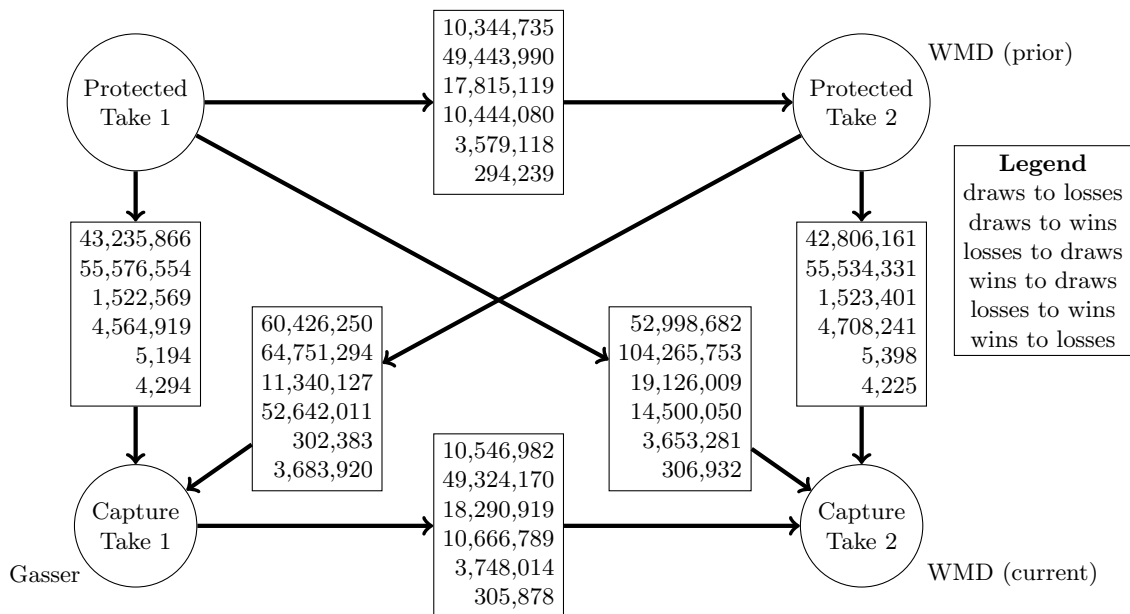 10,344,735
49,443,990
17,815,119
10,444,080
3,579,118
294,239
Protected
Take 1
Protected
Take 2
WMD (prior)
Legend
draws to losses
draws to wins
losses to draws
wins to draws
losses to wins
wins to losses
43,235,866
55,576,554
1,522,569
4,564,919
5,194
4,294
60,426,250
64,751,294
11,340,127
52,642,011
302,383
3,683,920
52,998,682
104,265,753
19,126,009
14,500,050
3,653,281
306,932
42,806,161
55,534,331
1,523,401
4,708,241
5,398
4,225
10,546,982
49,324,170
18,290,919
10,666,789
3,748,014
305,878
Capture
Take 1
Gasser
Capture
Take 2
WMD (current)